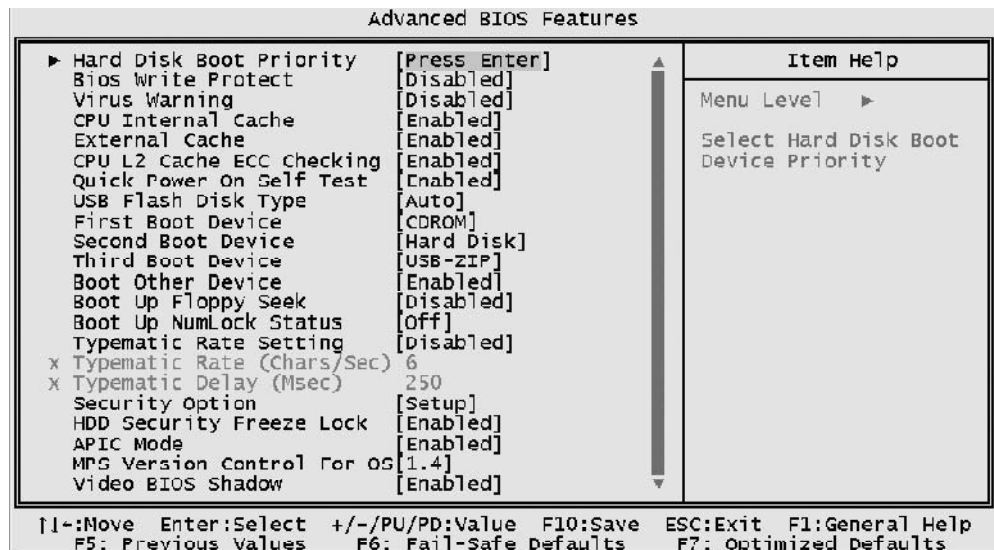 Advanced BIOS Features
▶ Hard Disk Boot Priority [Press Enter]
Bios Write Protect [Disabled]
Virus Warning [Disabled]
CPU Internal Cache [Enabled]
External Cache [Enabled]
CPU L2 Cache ECC Checking [Enabled]
Quick Power On Self Test [Enabled]
USB Flash Disk Type [Auto]
First Boot Device [CDROM]
Second Boot Device [Hard Disk]
Third Boot Device [USB-ZIP]
Boot Other Device [Enabled]
Boot Up Floppy Seek [Disabled]
Boot Up NumLock Status [Off]
Typematic Rate Setting [Disabled]
x Typematic Rate (Chars/Sec) 6
x Typematic Delay (Msec) 250
Security Option [Setup]
HDD Security Freeze Lock [Enabled]
APIC Mode [Enabled]
MPS Version Control For OS[1.4]
Video BIOS Shadow [Enabled]
Item Help
Menu Level ▶
Select Hard Disk Boot
Device Priority
↑↓←:Move Enter:Select +/-/PU/PD:Value F10:Save ESC:Exit F1:General Help
F5: Previous Values F6: Fail-Safe Defaults F7: Optimized Defaults